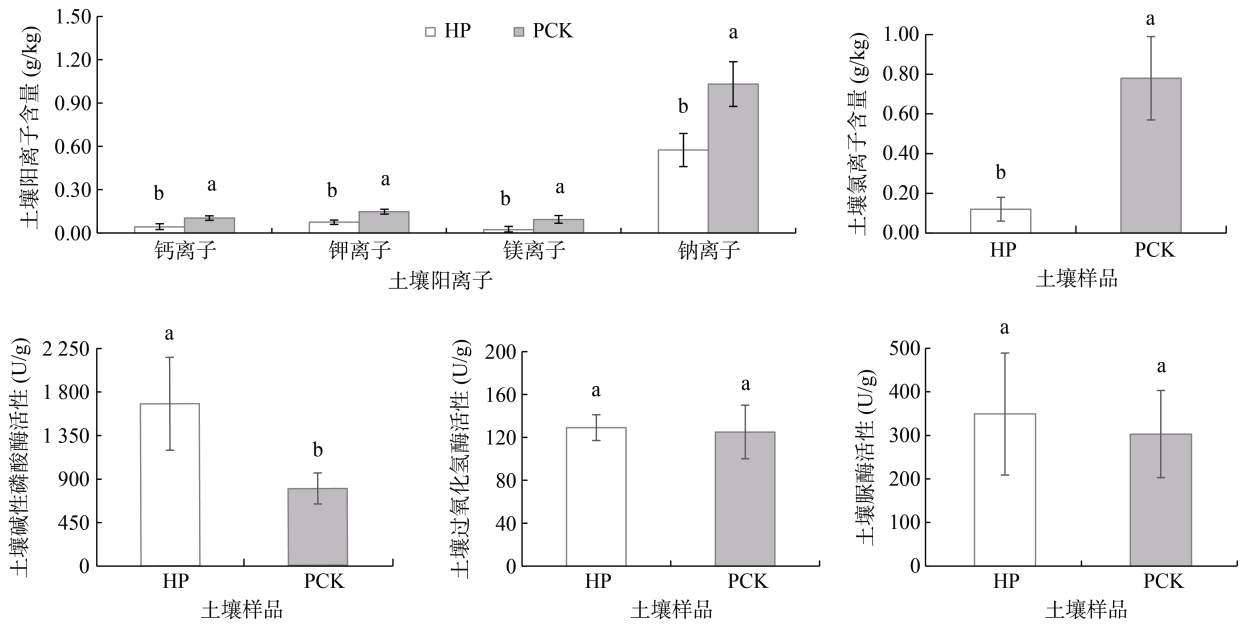 土壤阳离子含量 (g/kg)
1.50
1.20
0.90
0.60
0.30
0.00
HP
PCK
b
a
b
a
b
a
b
a
钙离子
钾离子
镁离子
钠离子
土壤阳离子
土壤氯离子含量 (g/kg)
1.00
0.80
0.60
0.40
0.20
0.00
b
a
HP
PCK
土壤样品
土壤碱性磷酸酶活性 (U/g)
2 250
1 800
1 350
900
450
0
a
b
HP
PCK
土壤样品
土壤过氧化氢酶活性 (U/g)
200
160
120
80
40
0
a
a
HP
PCK
土壤样品
土壤脲酶活性 (U/g)
500
400
300
200
100
0
a
a
HP
PCK
土壤样品